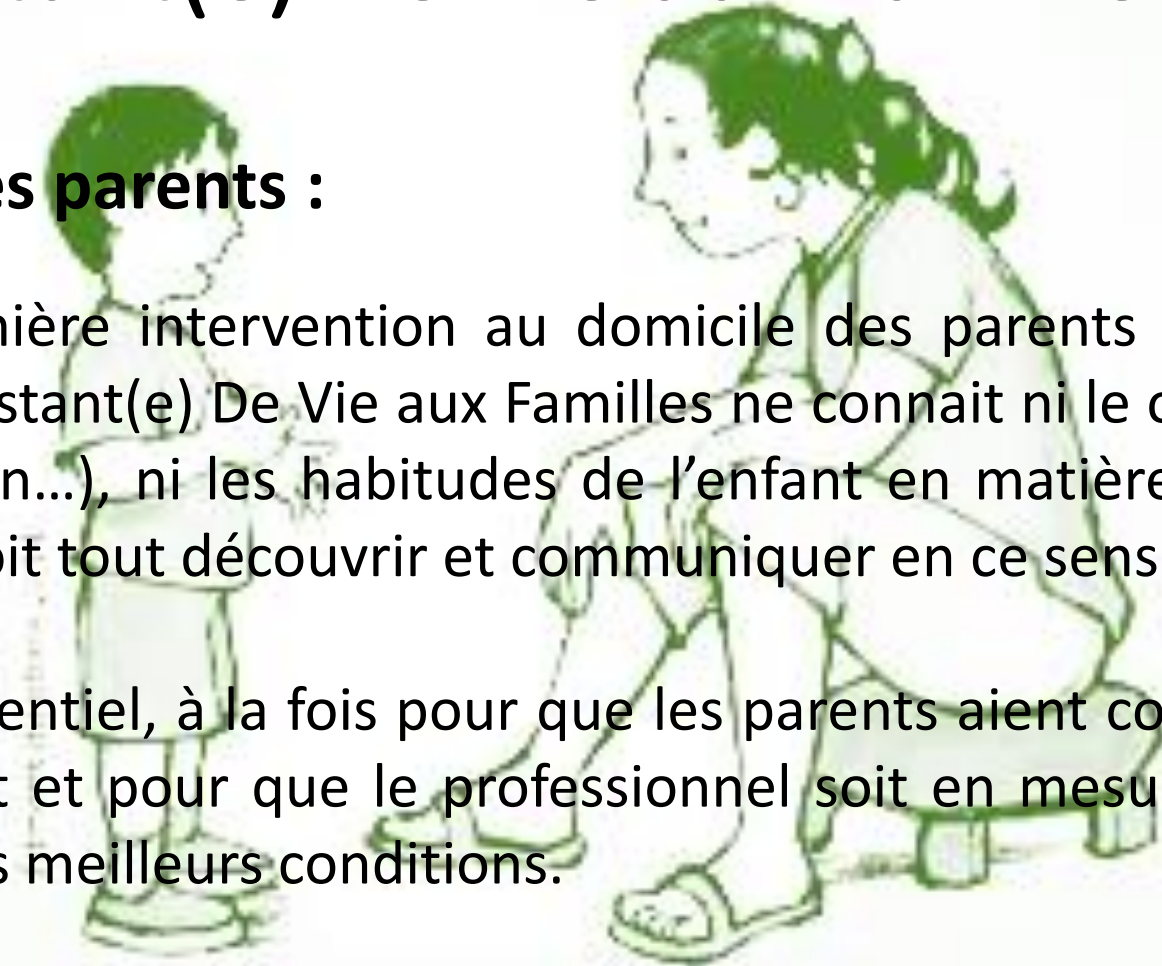 es parents :
nière intervention au domicile des parents
stant(e) De Vie aux Familles ne connait ni le
n...), ni les habitudes de l’enfant en matière
oit tout découvrir et communiquer en ce sens
entiel, à la fois pour que les parents aient co
t et pour que le professionnel soit en mesu
s meilleurs conditions.